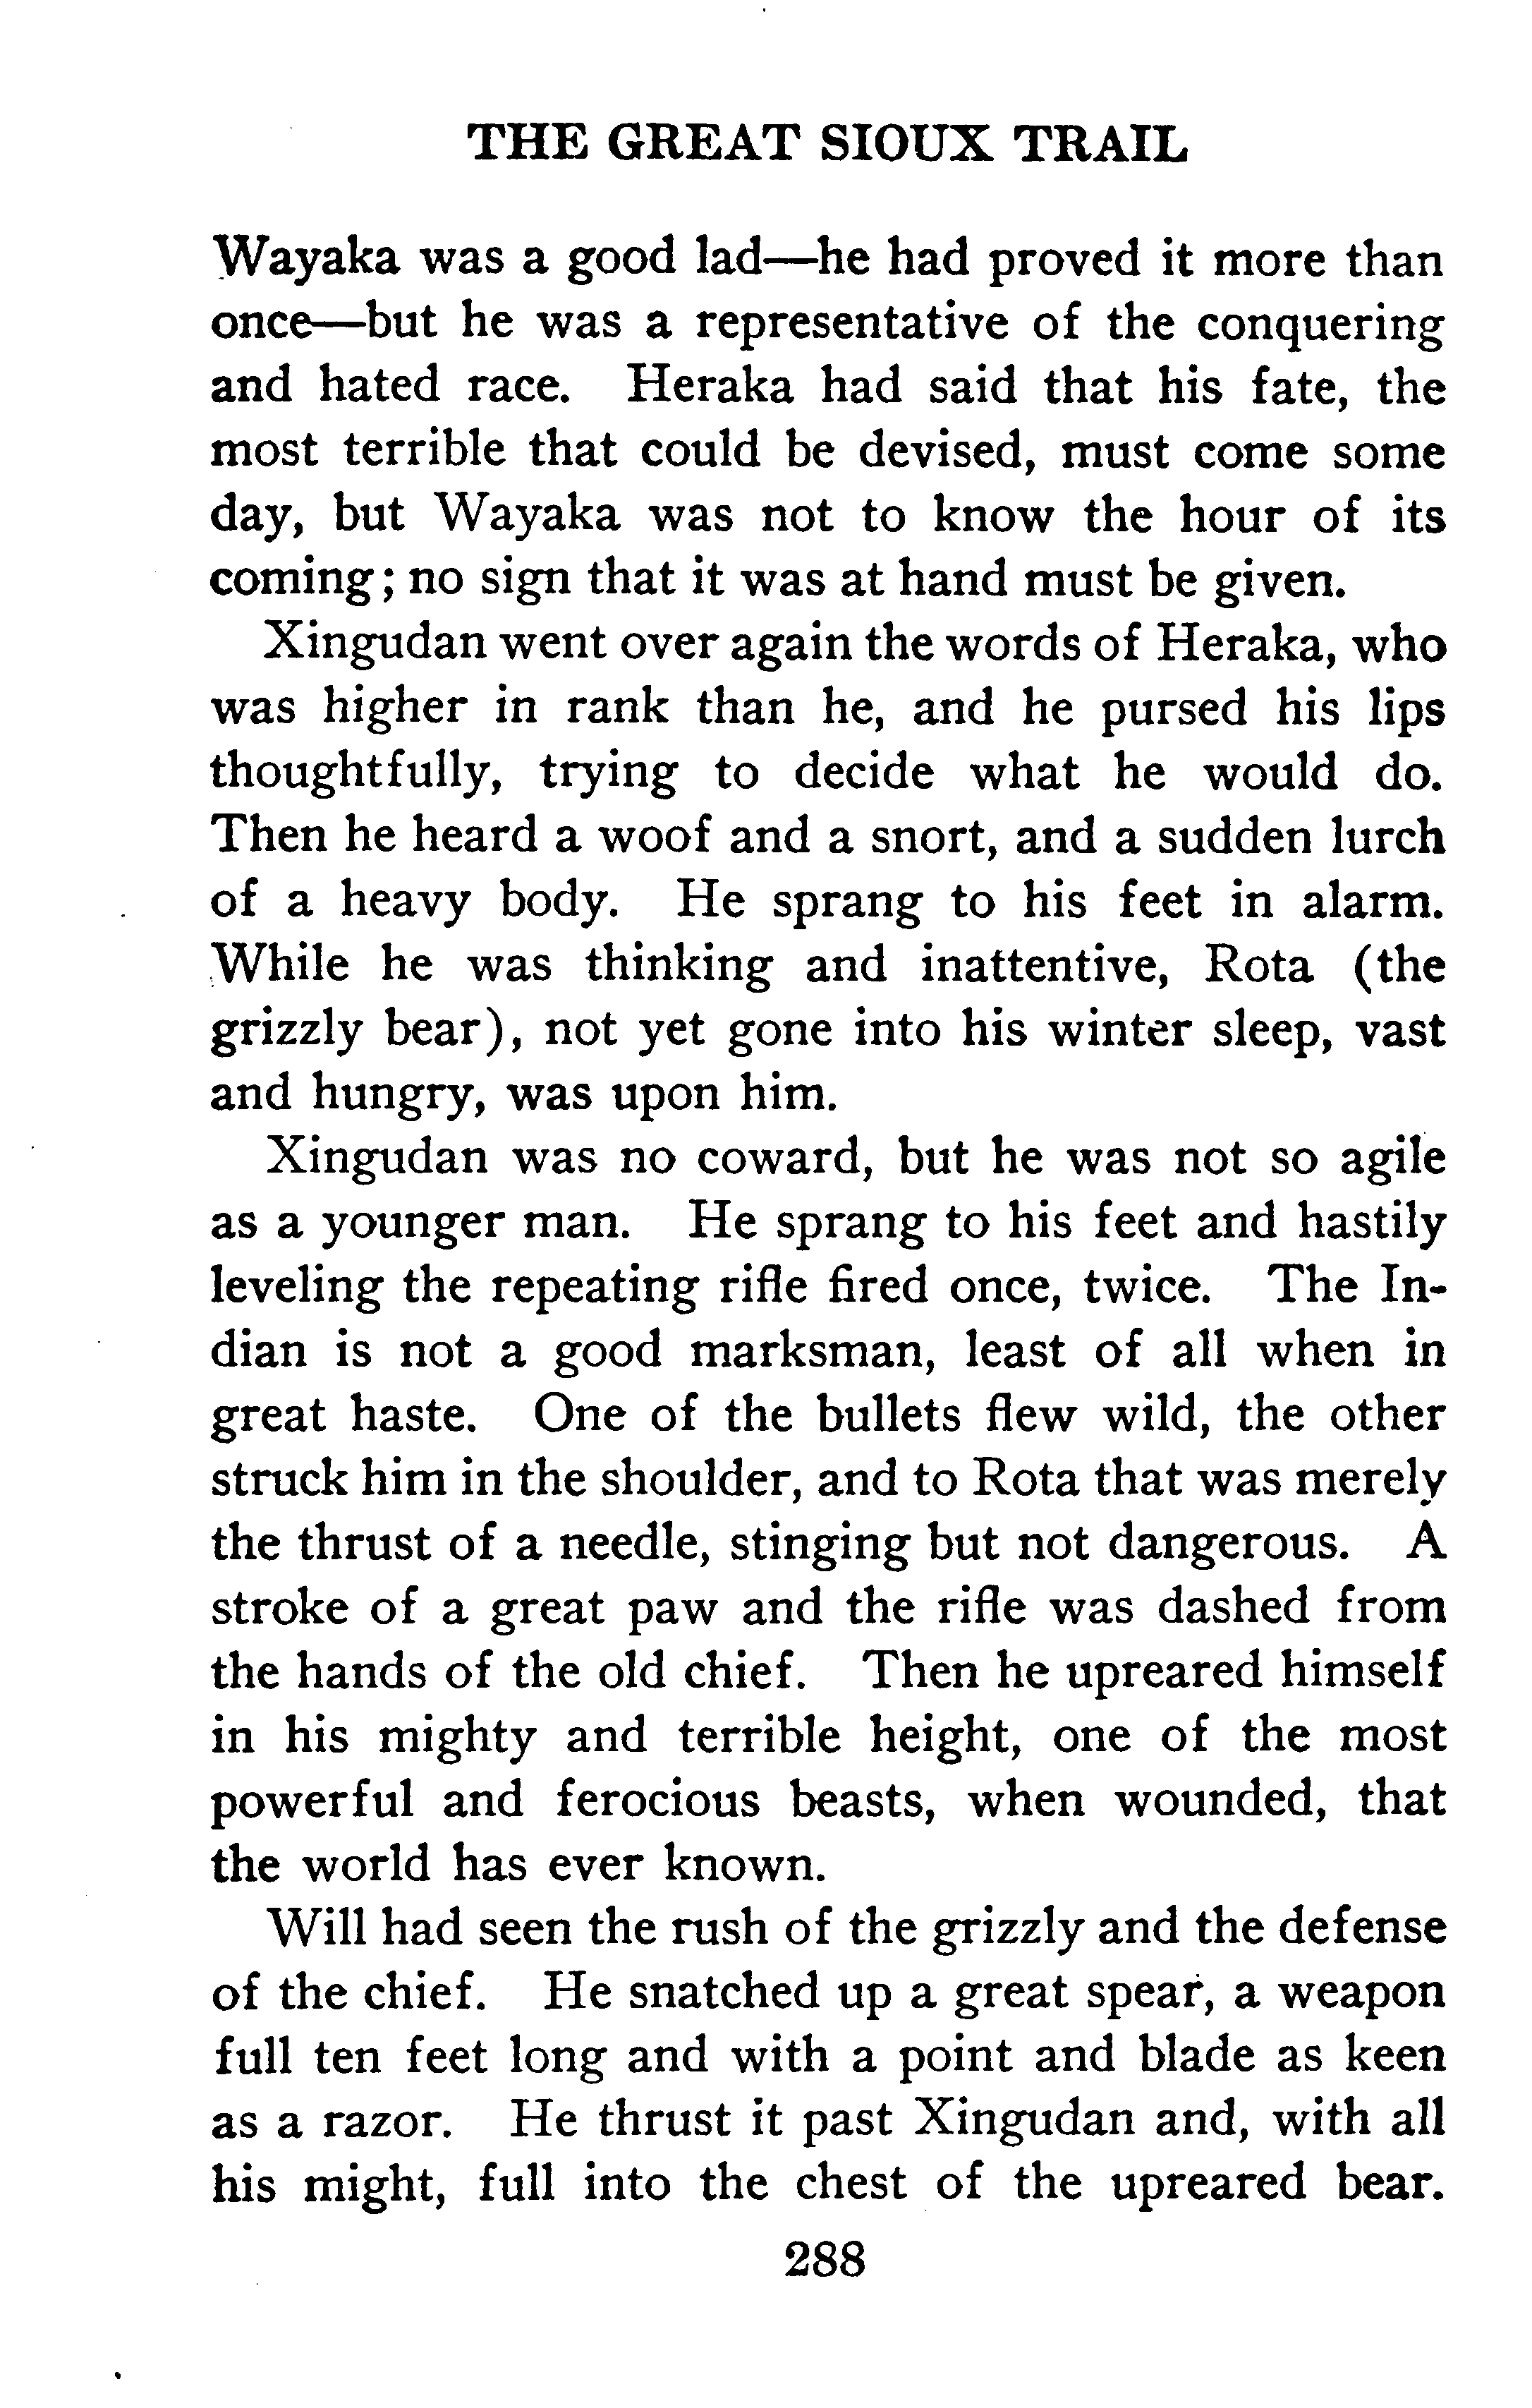 THE GREAT SIOUX TRAIL
Wayaka was a good lad—he had proved it more than
once—but he was a representative of the conquering
and hated race. Heraka had said that his fate, the
most terrible that could be devised, must come some
day, but Wayaka was not to know the hour of its
coming; no sign that it was at hand must be given.
Xingudan went over again the words of Heraka, who
was higher in rank than he, and he pursed his lips
thoughtfully, trying to decide what he would do.
Then he heard a woof and a snort, and a sudden lurch
of a heavy body. He sprang to his feet in alarm.
While he was thinking and inattentive, Rota (the
grizzly bear), not yet gone into his winter sleep, vast
and hungry, was upon him.
Xingudan was no coward, but he was not so agile
as a younger man. He sprang to his feet and hastily
leveling the repeating rifle fired once, twice. The In-
dian is not a good marksman, least of all when in
great haste. One of the bullets flew wild, the other
struck him in the shoulder, and to Rota that was merely
the thrust of a needle, stinging but not dangerous. A
stroke of a great paw and the rifle was dashed from
the hands of the old chief. Then he upreared himself
in his mighty and terrible height, one of the most
powerful and ferocious beasts, when wounded, that
the world has ever known.
Will had seen the rush of the grizzly and the defense
of the chief. He snatched up a great spear, a weapon
full ten feet long and with a point and blade as keen
as a razor. He thrust it past Xingudan and, with all
his might, full into the chest of the upreared bear.
288